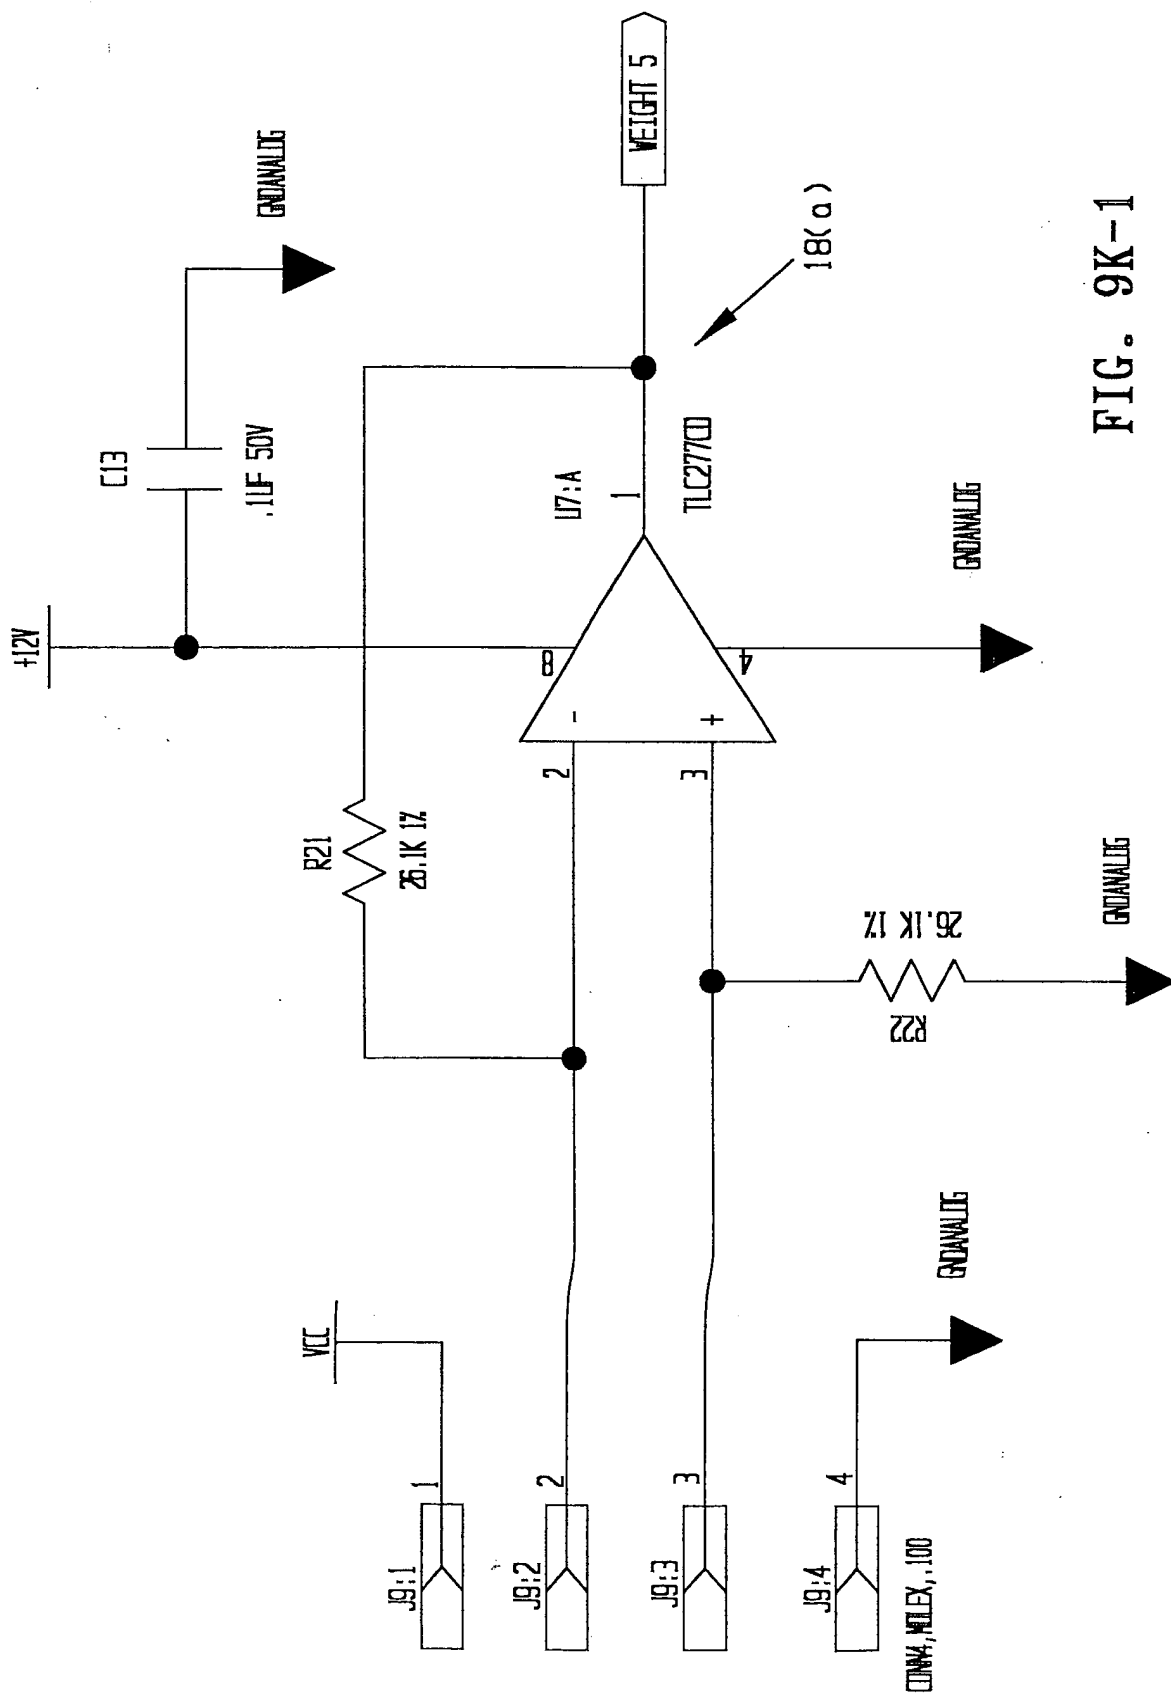 +12V
C13
.1UF 50V
GNDANALOG
R21
26.1K 1%
VCC
J9:1
1
J9:2
2
J9:3
3
J9:4
4
CONN4,MOLEX,.100
GNDANALOG
2
3
-
+
8
4
U7:A
1
TLC277CD
WEIGHT 5
18(a)
R22
26.1K 1%
GNDANALOG
GNDANALOG
FIG. 9K-1